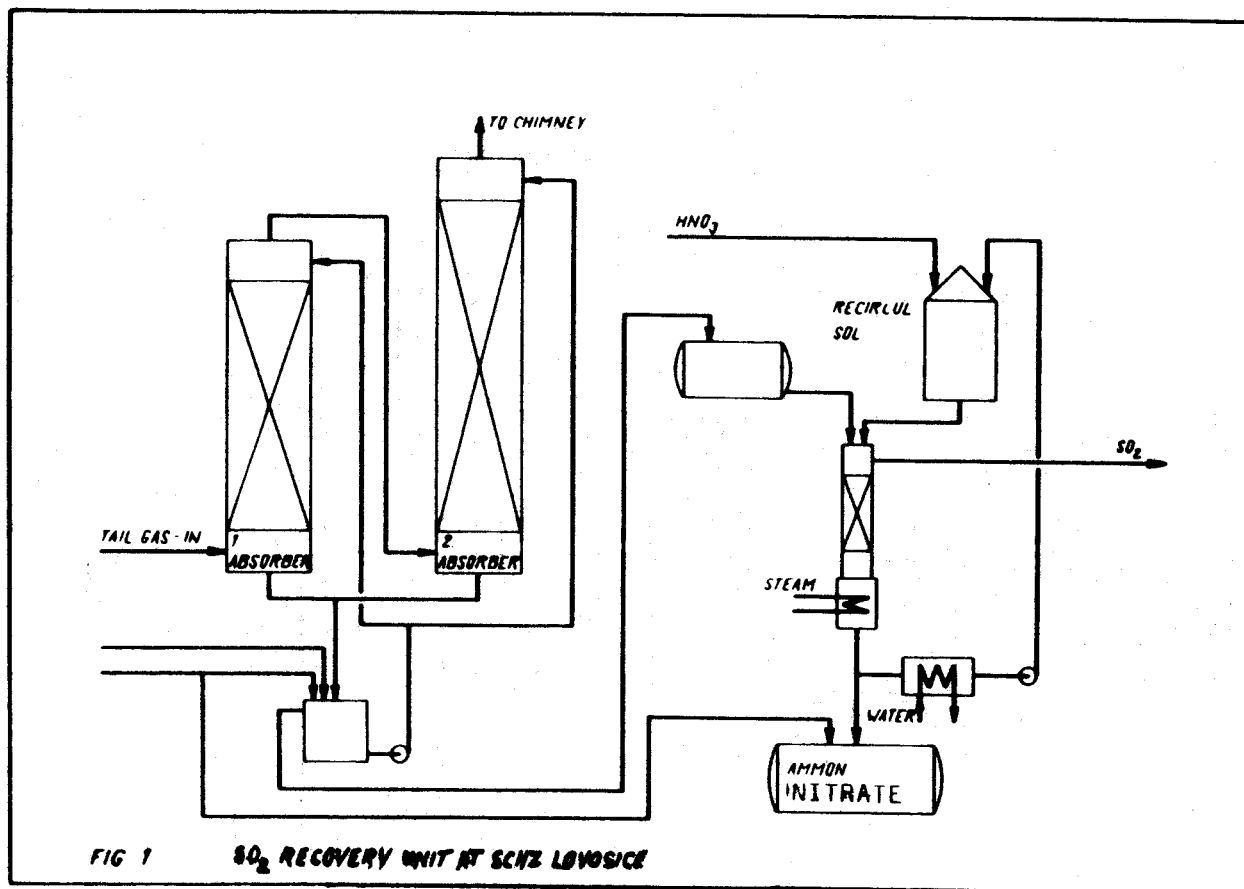 TO CHIMNEY
HNO3
RECIRLUL
SOL
SO2
TAIL GAS-IN
1
ABSORBER
2.
ABSORBER
STEAM
WATER
AMMON
NITRATE
FIG 1 SO2 RECOVERY UNIT AT SCHZ LOVOSICE